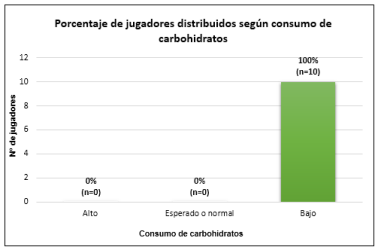 Porcentaje de jugadores distribuidos según consumo de
carbohidratos
N° de jugadores
12
10
8
6
4
2
0
0%
(n=0)
0%
(n=0)
100%
(n=10)
Alto
Esperado o normal
Bajo
Consumo de carbohidratos